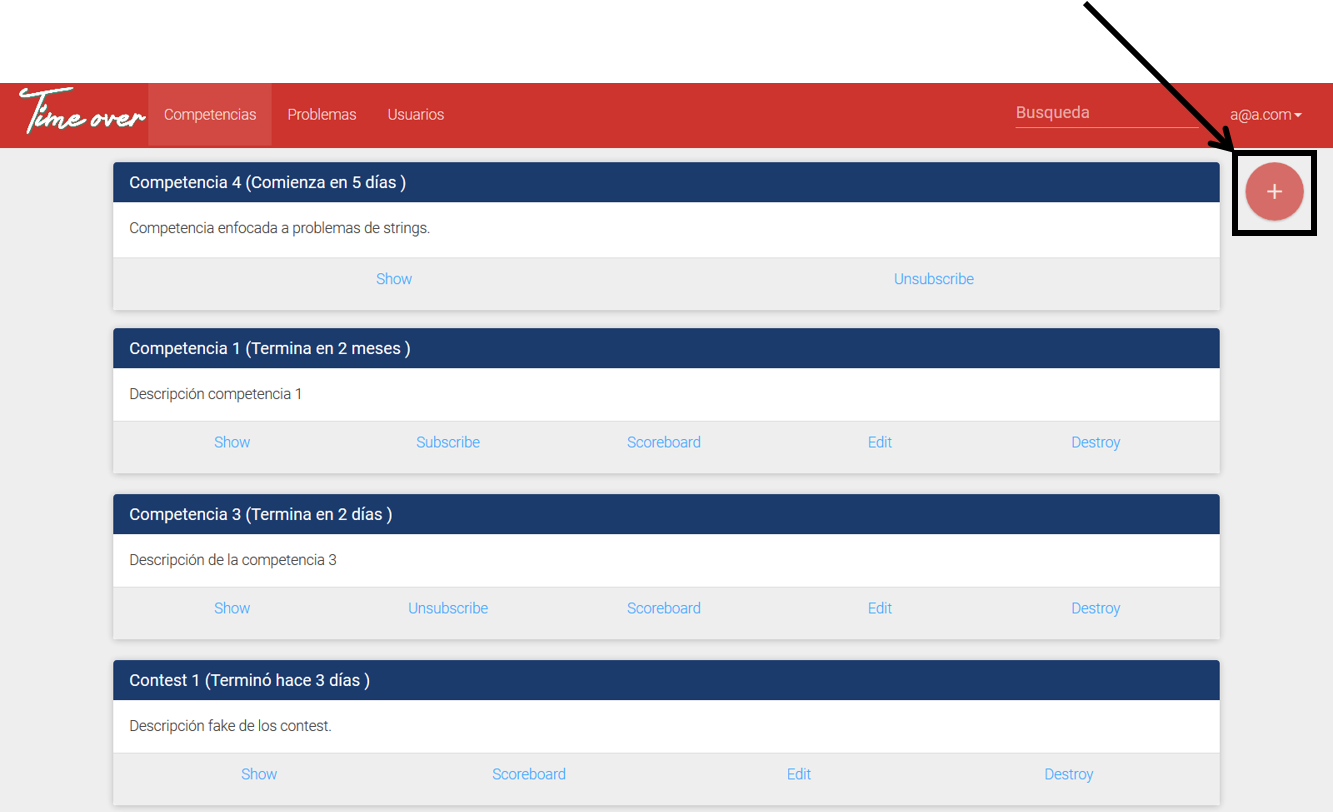 Time over Competencias Problemas Usuarios Busqueda a@a.com
+
Competencia 4 (Comienza en 5 días )
Competencia enfocada a problemas de strings.
Show Unsubscribe
Competencia 1 (Termina en 2 meses )
Descripción competencia 1
Show Subscribe Scoreboard Edit Destroy
Competencia 3 (Termina en 2 días )
Descripción de la competencia 3
Show Unsubscribe Scoreboard Edit Destroy
Contest 1 (Terminó hace 3 días )
Descripción fake de los contest.
Show Scoreboard Edit Destroy